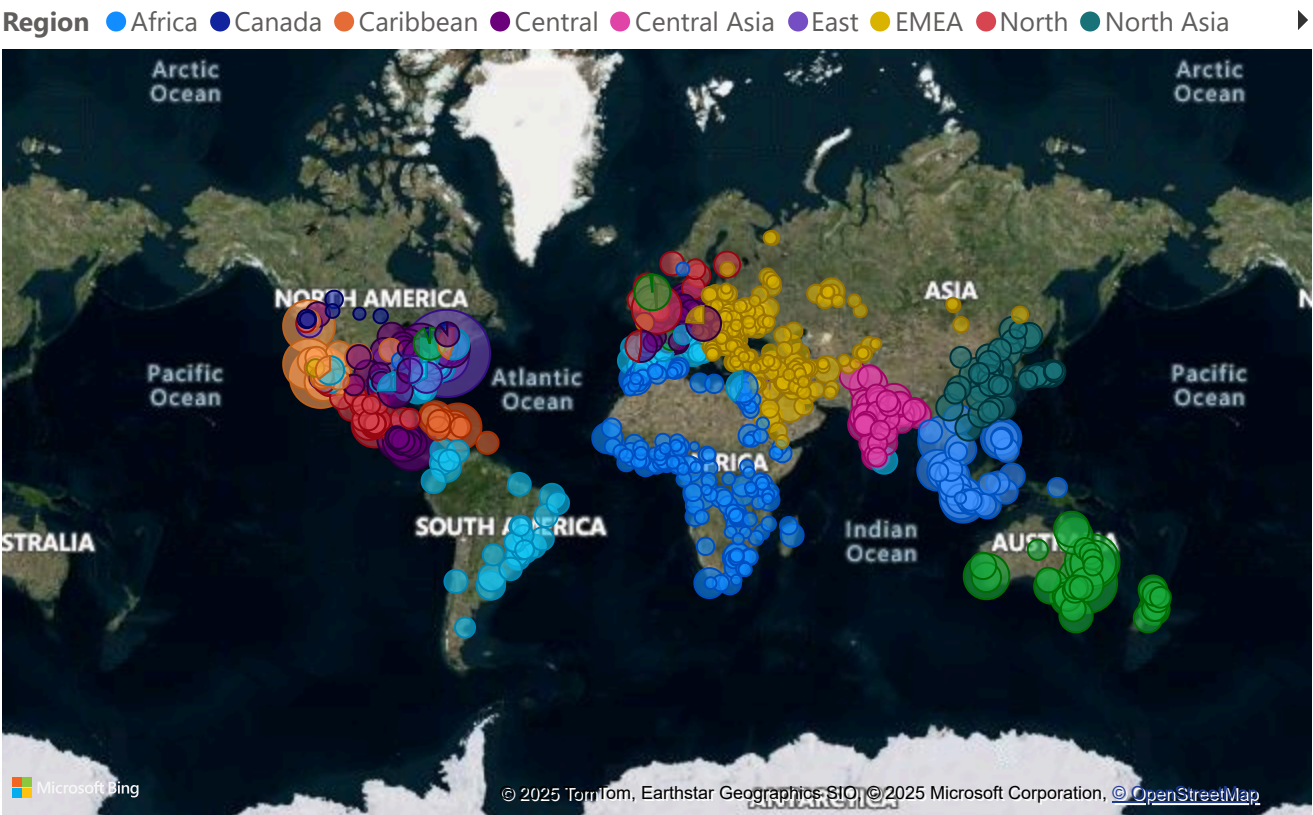 Region Africa Canada Caribbean Central Central Asia East EMEA North North Asia
Arctic
Ocean
Arctic
Ocean
NORTH AMERICA
ASIA
Pacific
Ocean
Atlantic
Ocean
Pacific
Ocean
AFRICA
SOUTH AMERICA
Indian
Ocean
STRALIA
AUSTRALIA
N
Microsoft Bing
© 2025 TomTom, Earthstar Geographics SIO, © 2025 Microsoft Corporation, © OpenStreetMap
ANTARCTICA